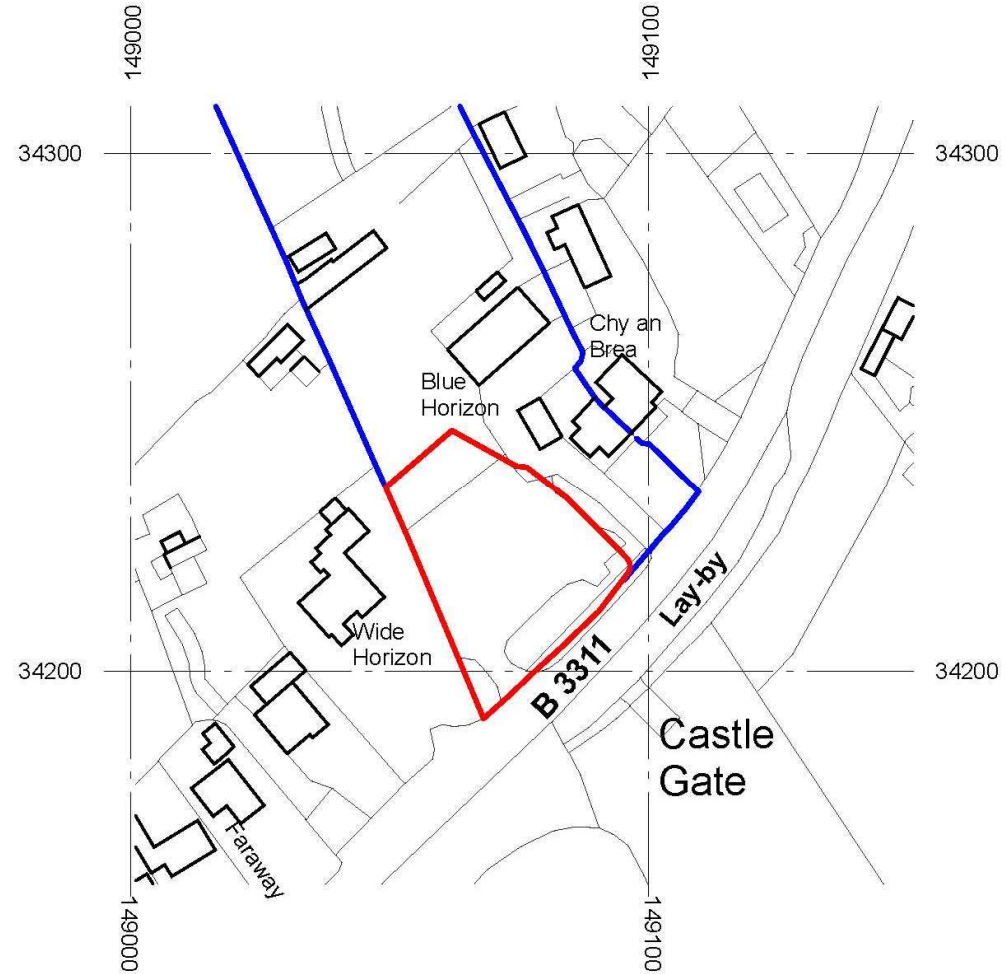 149000
149100
34300
34300
Chy an
Brea
Blue
Horizon
Lay-by
Wide
Horizon
B 3311
34200
34200
Castle
Gate
Faraway
149000
149100